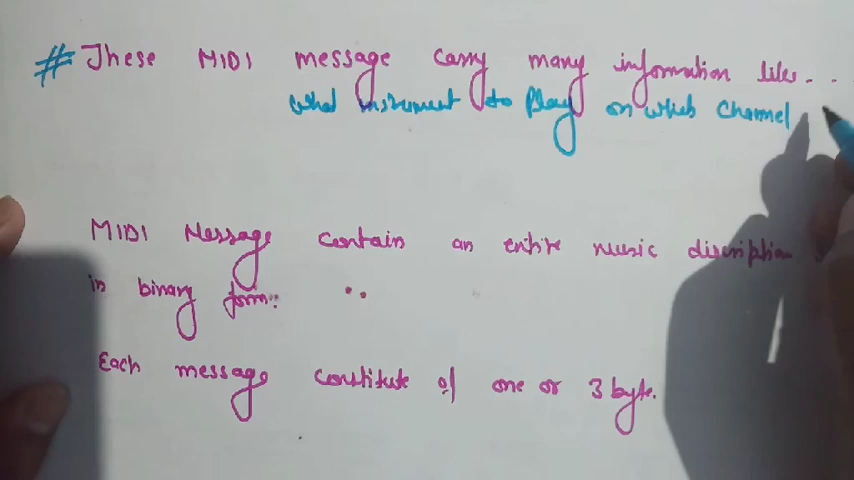 # These MIDI message carry many information like...
what instrument to Play on which Channel
MIDI Message contain an entire music discription
in binary form.
Each message constitute of one or 3 byte.